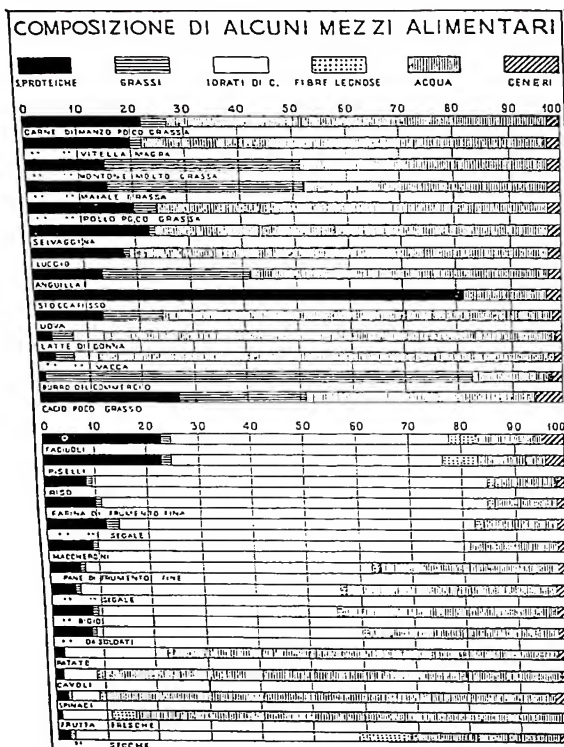 COMPOSIZIONE DI ALCUNI MEZZI ALIMENTARI
S.PROTEICHE GRASSI IDRATI DI C. FIBRE LEGNOSE ACQUA CENERI
0 10 20 30 40 50 60 70 80 90 100
CARNE DI MANZO POCO GRASSA
" " VITELLA MAGRA
" " MONTONE MOLTO GRASSA
" " MAIALE GRASSA
" " POLLO POCO GRASSA
SELVAGGINA
LUCCIO
ANGUILLA
STOCCAFISSO
UOVA
LATTE DI DONNA
" " VACCA
BURRO DEL COMMERCIO
CACIO POCO GRASSO
0 10 20 30 40 50 60 70 80 90 100
FAGIUOLI
PISELLI
RISO
FARINA DI FRUMENTO FINA
" " SEGALE
MACCHERONI
PANE DI FRUMENTO FINE
" " SEGALE
" BIGIO
" DA SOLDATI
PATATE
CAVOLI
SPINACI
FRUTTA FRESCHE
" SECCHE